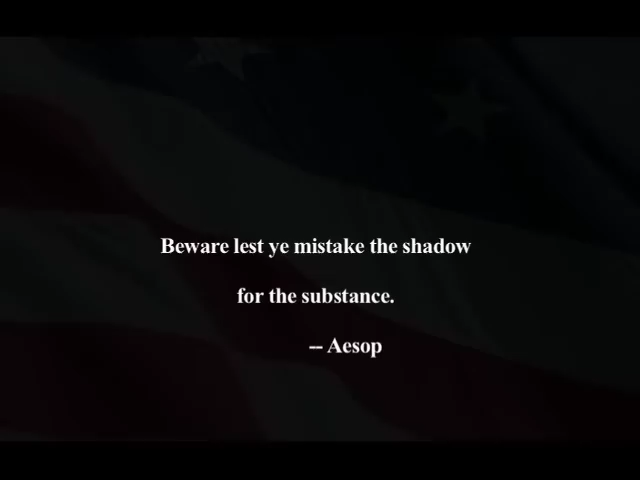 Beware lest ye mistake the shadow
for the substance.
-- Aesop